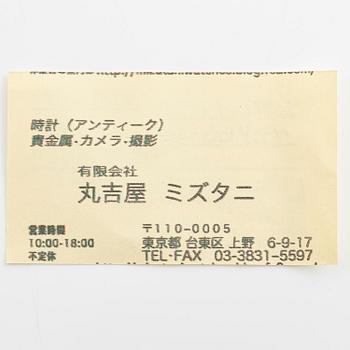 時計（アンティーク）
貴金属・カメラ・撮影
有限会社
丸吉屋 ミズタニ
営業時間
10:00-18:00
不定休
〒110-0005
東京都 台東区 上野 6-9-17
TEL・FAX 03-3831-5597